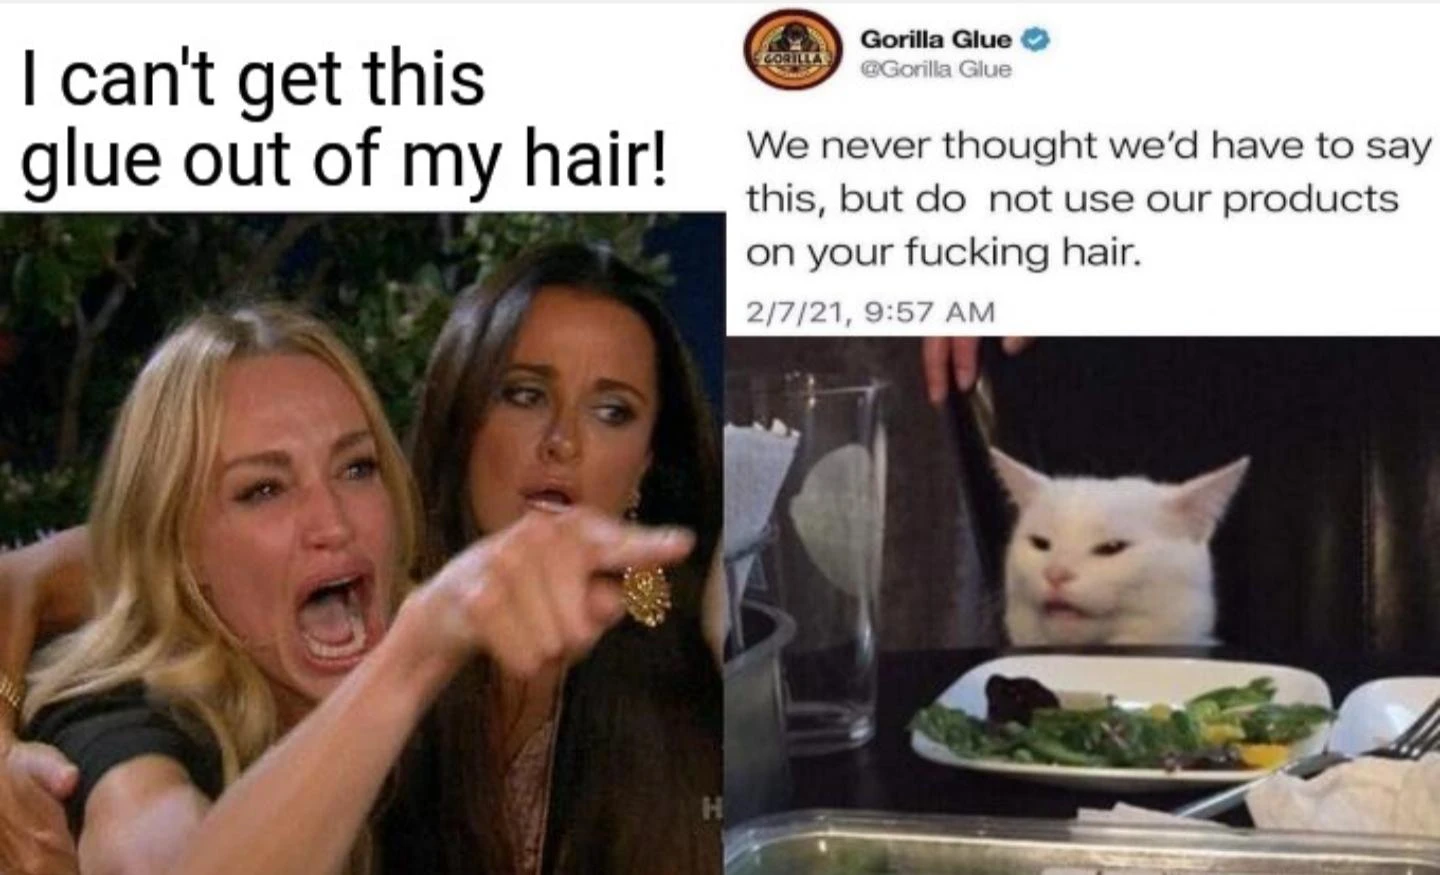 I can't get this
glue out of my hair!
GORILLA
Gorilla Glue
@Gorilla Glue
We never thought we'd have to say
this, but do not use our products
on your fucking hair.
2/7/21, 9:57 AM
H